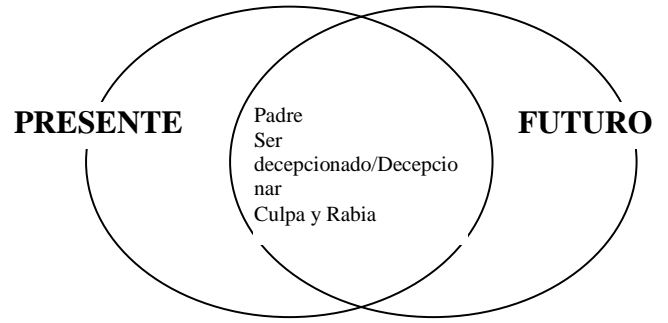 PRESENTE
Padre
Ser
decepcionado/Decepcio
nar
Culpa y Rabia
FUTURO